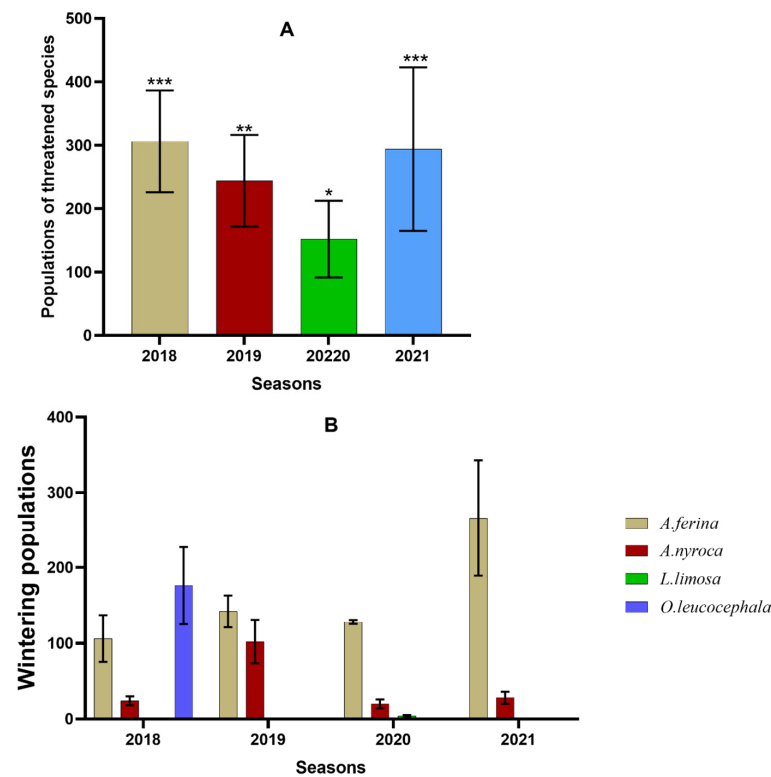 A
Populations of threatened species
500
400
300
200
100
0
***
**
*
***
2018 2019 20220 2021
Seasons
B
Wintering populations
400
300
200
100
0
2018 2019 2020 2021
Seasons
A.ferina
A.nyroca
L.limosa
O.leucocephala